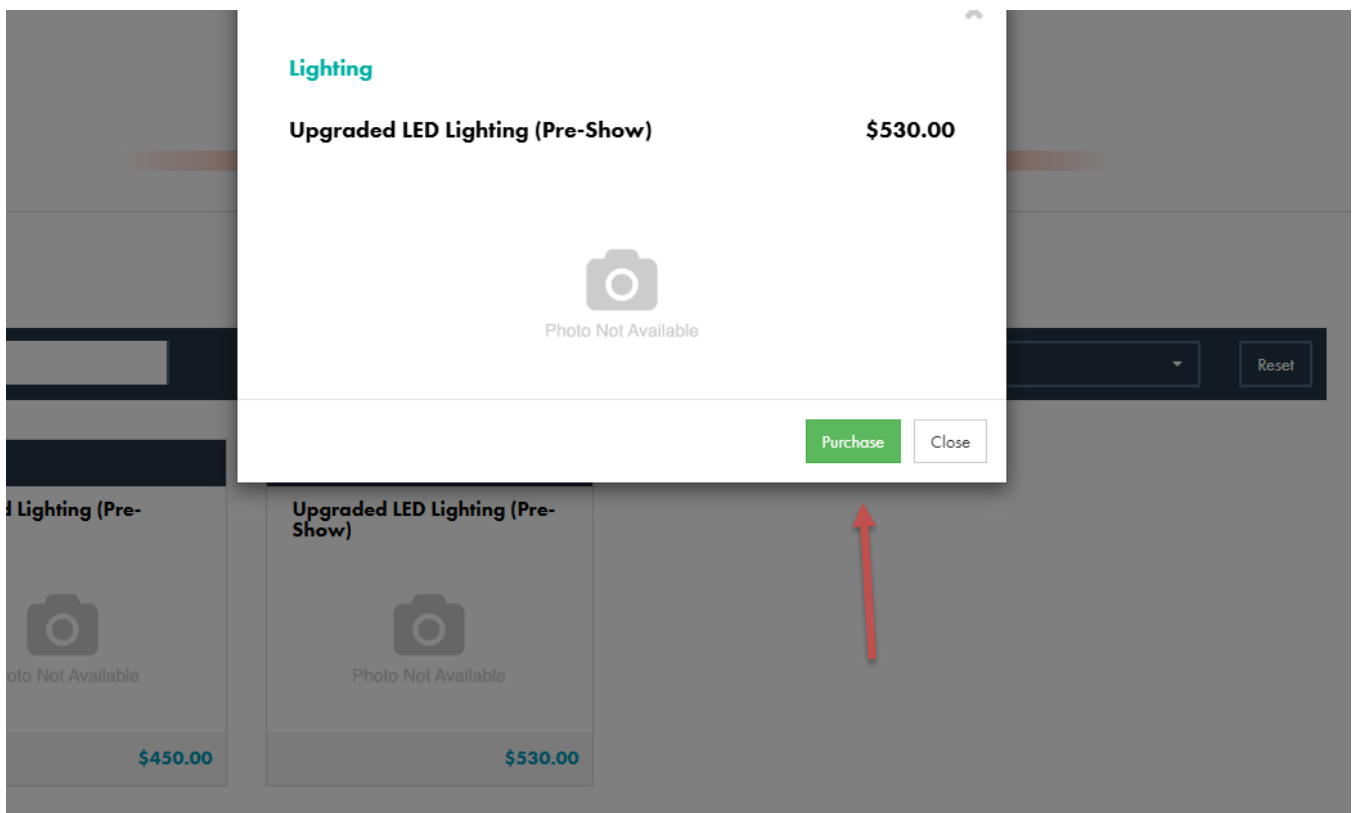 Lighting
Upgraded LED Lighting (Pre-Show) $530.00
Photo Not Available
Reset
Purchase Close
Lighting (Pre-
Upgraded LED Lighting (Pre-
Show)
Not Available
Photo Not Available
$450.00
$530.00